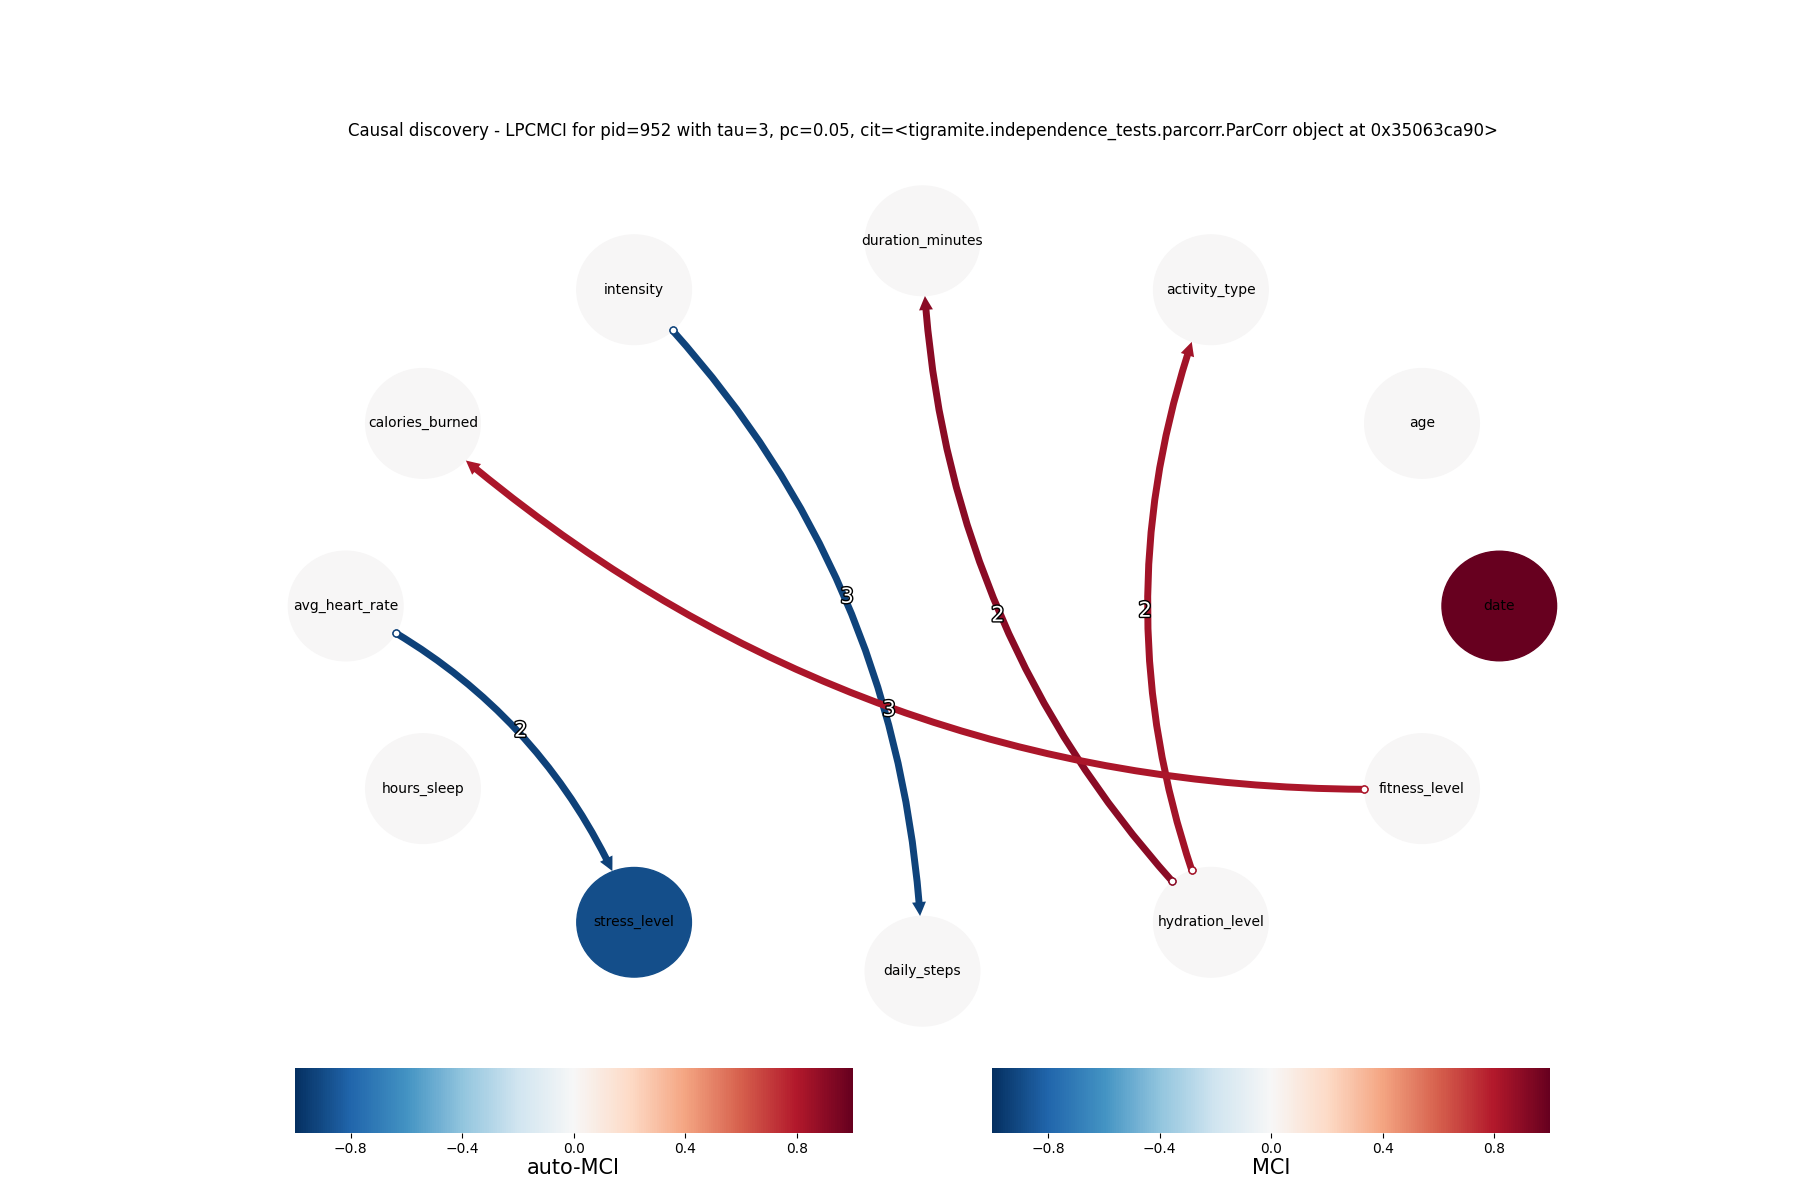 Causal discovery - LPCMCI for pid=952 with tau=3, pc=0.05, cit=<tigramite.independence_tests.parcorr.ParCorr object at 0x35063ca90>
duration_minutes
intensity
activity_type
calories_burned
age
3
2
2
avg_heart_rate
date
3
2
hours_sleep
fitness_level
stress_level
hydration_level
daily_steps
−0.8 −0.4 0.0 0.4 0.8
auto-MCI
−0.8 −0.4 0.0 0.4 0.8
MCI